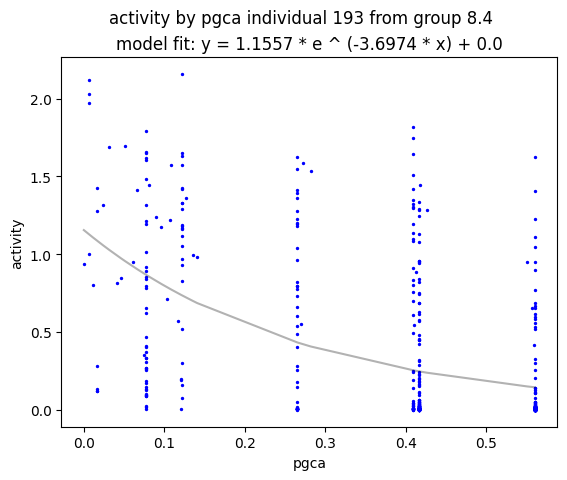 activity by pgca individual 193 from group 8.4
model fit: y = 1.1557 * e ^ (-3.6974 * x) + 0.0
2.0
1.5
1.0
0.5
0.0
activity
0.0 0.1 0.2 0.3 0.4 0.5
pgca